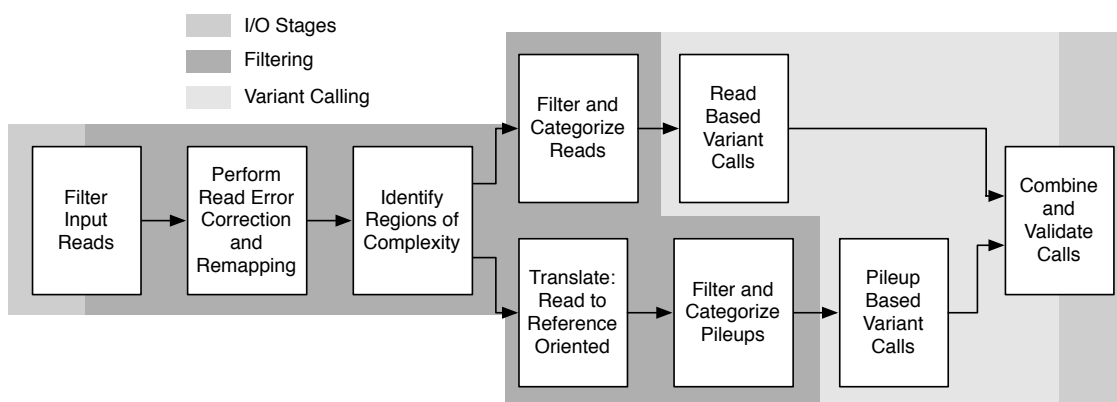 I/O Stages
Filtering
Variant Calling
Filter
Input
Reads
Perform
Read Error
Correction
and
Remapping
Identify
Regions of
Complexity
Filter and
Categorize
Reads
Read
Based
Variant
Calls
Translate:
Read to
Reference
Oriented
Filter and
Categorize
Pileups
Pileup
Based
Variant
Calls
Combine
and
Validate
Calls